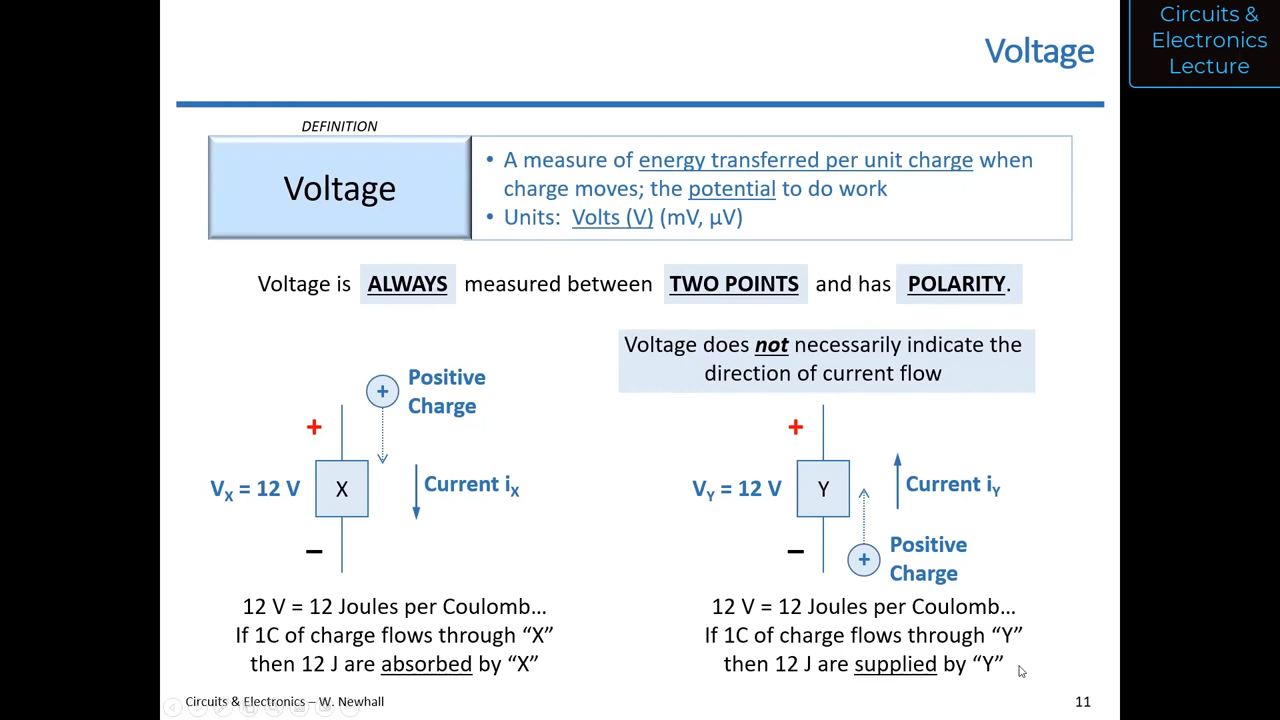 Circuits &
Electronics
Lecture
Voltage
DEFINITION
Voltage
• A measure of energy transferred per unit charge when
charge moves; the potential to do work
• Units: Volts (V) (mV, µV)
Voltage is ALWAYS measured between TWO POINTS and has POLARITY.
Voltage does not necessarily indicate the
direction of current flow
+
Positive
Charge
+
VX = 12 V
X
Current iX
–
12 V = 12 Joules per Coulomb...
If 1C of charge flows through “X”
then 12 J are absorbed by “X”
+
VY = 12 V
Y
Current iY
–
+
Positive
Charge
12 V = 12 Joules per Coulomb...
If 1C of charge flows through “Y”
then 12 J are supplied by “Y”
Circuits & Electronics – W. Newhall
11